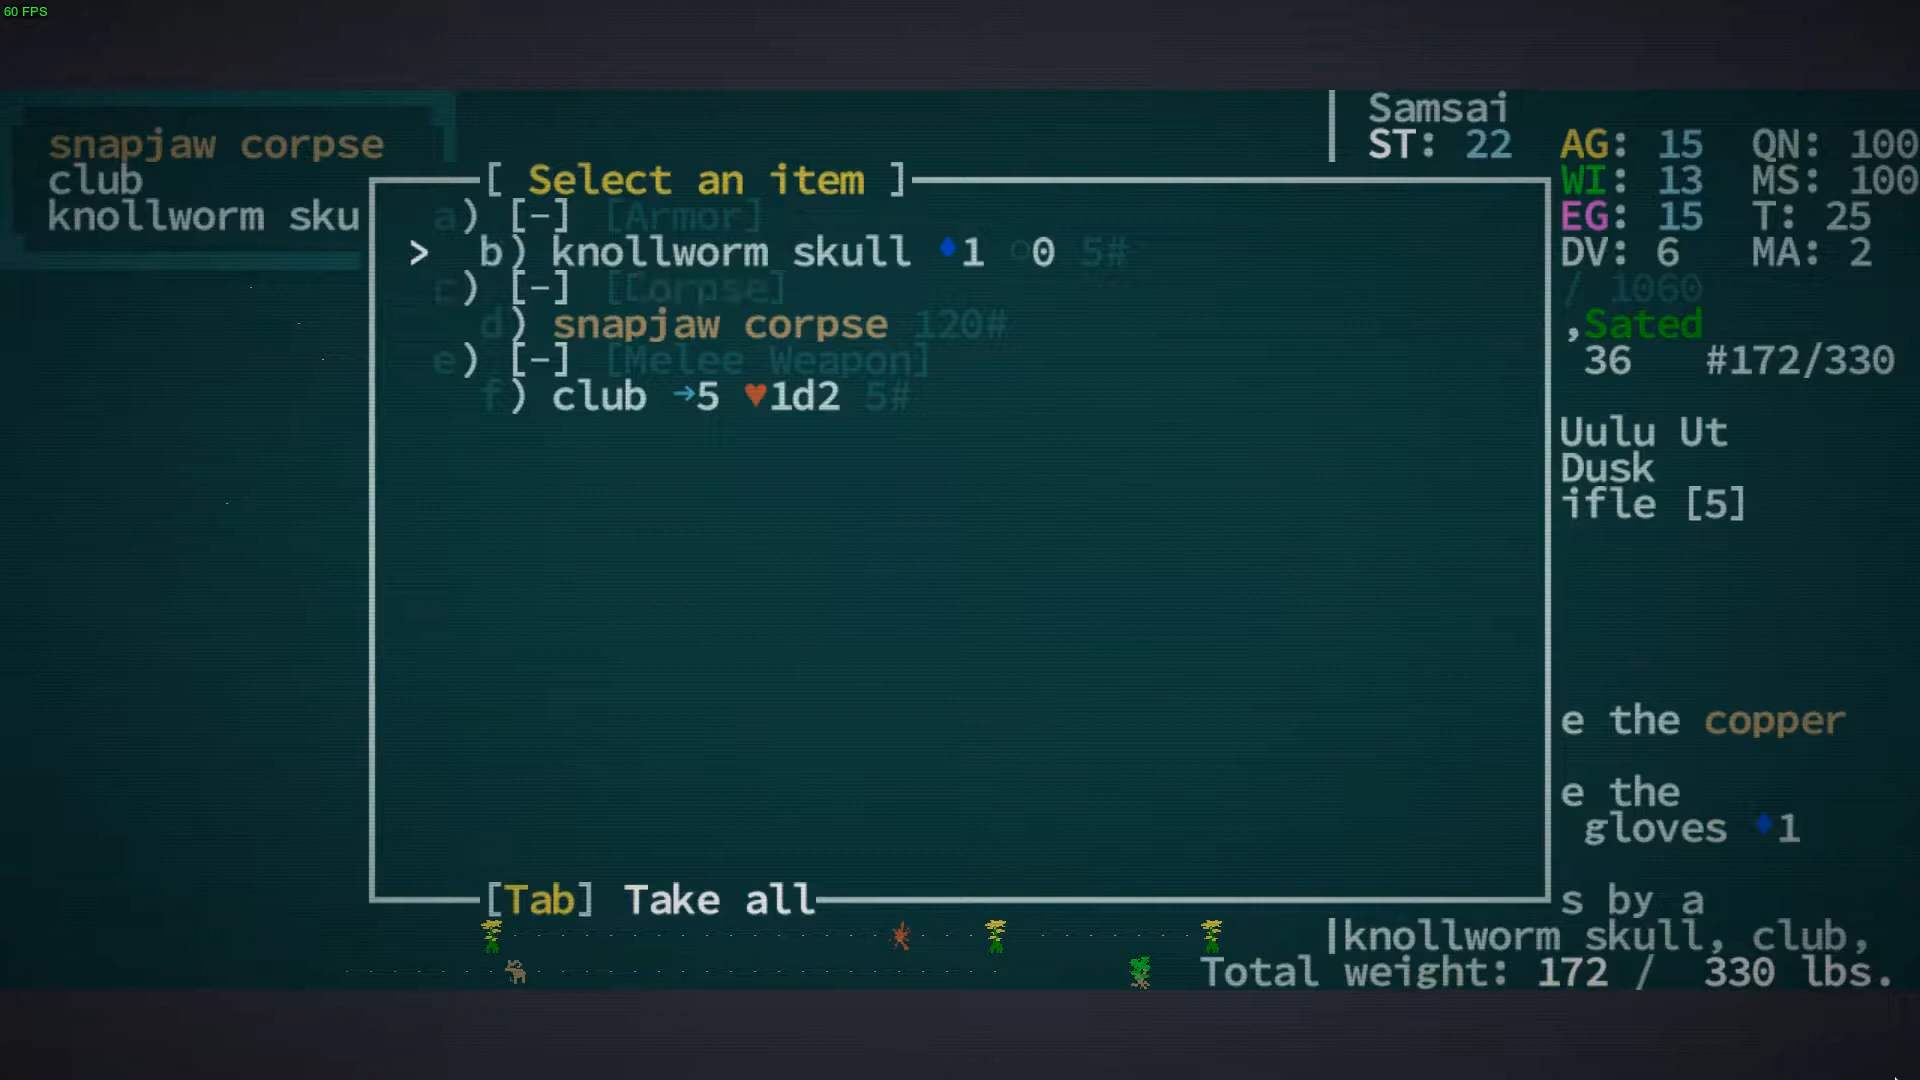 60 FPS
Samsai
snapjaw corpse
ST: 22 AG: 15 QN: 100
club
[ Select an item ]
WI: 13 MS: 100
knollworm sku
a) [-] [Armor]
EG: 15 T: 25
> b) knollworm skull ♦1 ○0 5#
DV: 6 MA: 2
c) [-] [Corpse]
/ 1060
d) snapjaw corpse 120#
,Sated
e) [-] [Melee Weapon]
36 #172/330
f) club →5 ♥1d2 5#
Uulu Ut
Dusk
ifle [5]
e the copper
e the
gloves ♦1
[Tab] Take all
s by a
|knollworm skull, club,
Total weight: 172 / 330 lbs.